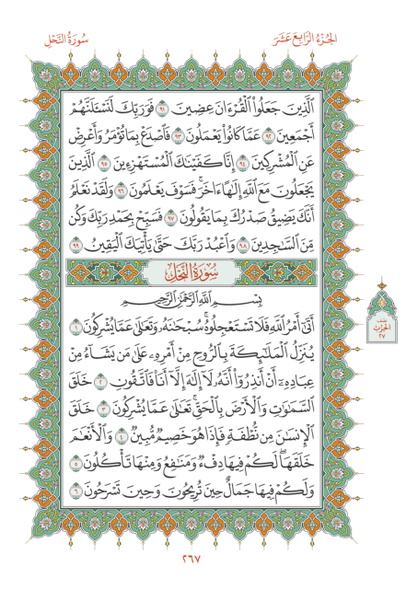 سُورَةُ النَّحْلِ
الجُزْءُ الرَّابِعَ عَشَرَ
ٱلَّذِينَ جَعَلُوا۟ ٱلْقُرْءَانَ عِضِينَ ٩١ فَوَرَبِّكَ لَنَسْـَٔلَنَّهُمْ
أَجْمَعِينَ ٩٢ عَمَّا كَانُوا۟ يَعْمَلُونَ ٩٣ فَٱصْدَعْ بِمَا تُؤْمَرُ وَأَعْرِضْ
عَنِ ٱلْمُشْرِكِينَ ٩٤ إِنَّا كَفَيْنَٰكَ ٱلْمُسْتَهْزِءِينَ ٩٥ ٱلَّذِينَ
يَجْعَلُونَ مَعَ ٱللَّهِ إِلَٰهًا ءَاخَرَ ۚ فَسَوْفَ يَعْلَمُونَ ٩٦ وَلَقَدْ نَعْلَمُ
أَنَّكَ يَضِيقُ صَدْرُكَ بِمَا يَقُولُونَ ٩٧ فَسَبِّحْ بِحَمْدِ رَبِّكَ وَكُن
مِّنَ ٱلسَّٰجِدِينَ ٩٨ وَٱعْبُدْ رَبَّكَ حَتَّىٰ يَأْتِيَكَ ٱلْيَقِينُ ٩٩
سُورَةُ النَّحْلِ
بِسْمِ ٱللَّهِ ٱلرَّحْمَٰنِ ٱلرَّحِيمِ
أَتَىٰٓ أَمْرُ ٱللَّهِ فَلَا تَسْتَعْجِلُوهُ ۚ سُبْحَٰنَهُۥ وَتَعَٰلَىٰ عَمَّا يُشْرِكُونَ ١
يُنَزِّلُ ٱلْمَلَٰٓئِكَةَ بِٱلرُّوحِ مِنْ أَمْرِهِۦ عَلَىٰ مَن يَشَآءُ مِنْ
عِبَادِهِۦٓ أَنْ أَنذِرُوٓا۟ أَنَّهُۥ لَآ إِلَٰهَ إِلَّآ أَنَا۠ فَٱتَّقُونِ ٢ خَلَقَ
ٱلسَّمَٰوَٰتِ وَٱلْأَرْضَ بِٱلْحَقِّ ۚ تَعَٰلَىٰ عَمَّا يُشْرِكُونَ ٣ خَلَقَ
ٱلْإِنسَٰنَ مِن نُّطْفَةٍ فَإِذَا هُوَ خَصِيمٌ مُّبِينٌ ٤ وَٱلْأَنْعَٰمَ
خَلَقَهَا ۗ لَكُمْ فِيهَا دِفْءٌ وَمَنَٰفِعُ وَمِنْهَا تَأْكُلُونَ ٥
وَلَكُمْ فِيهَا جَمَالٌ حِينَ تُرِيحُونَ وَحِينَ تَسْرَحُونَ ٦
نصف
الحزب
٢٧
٢٦٧